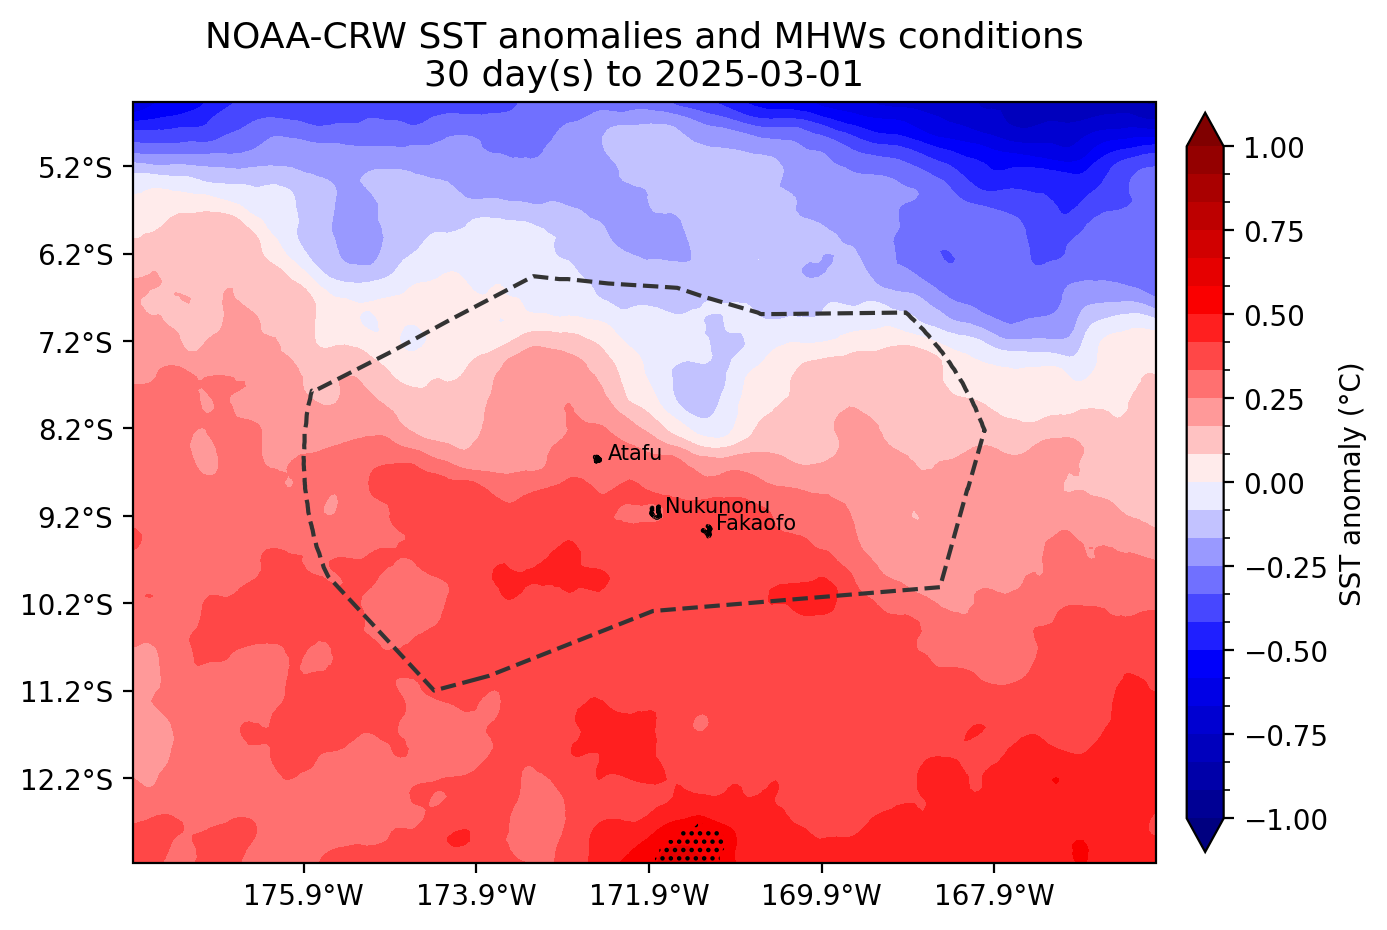 NOAA-CRW SST anomalies and MHWs conditions
30 day(s) to 2025-03-01
5.2°S
6.2°S
7.2°S
8.2°S
9.2°S
10.2°S
11.2°S
12.2°S
Atafu
Nukunonu
Fakaofo
175.9°W
173.9°W
171.9°W
169.9°W
167.9°W
1.00
0.75
0.50
0.25
0.00
−0.25
−0.50
−0.75
−1.00
SST anomaly (°C)